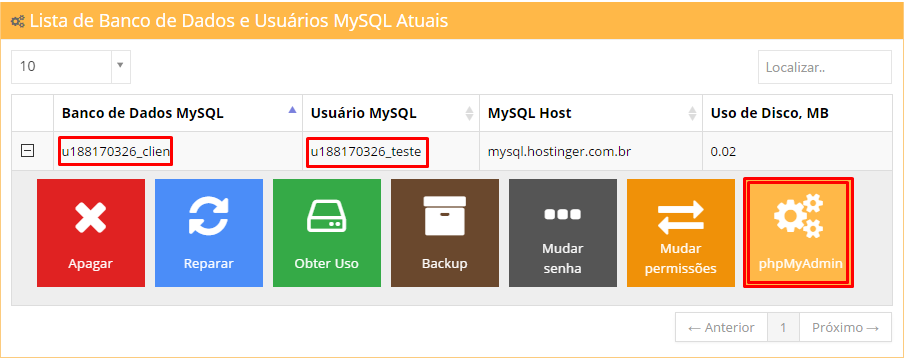 Lista de Banco de Dados e Usuários MySQL Atuais
10
Localizar..
Banco de Dados MySQL Usuário MySQL MySQL Host Uso de Disco, MB
u188170326_clien u188170326_teste mysql.hostinger.com.br 0.02
Apagar Reparar Obter Uso Backup Mudar senha Mudar permissões phpMyAdmin
← Anterior 1 Próximo →